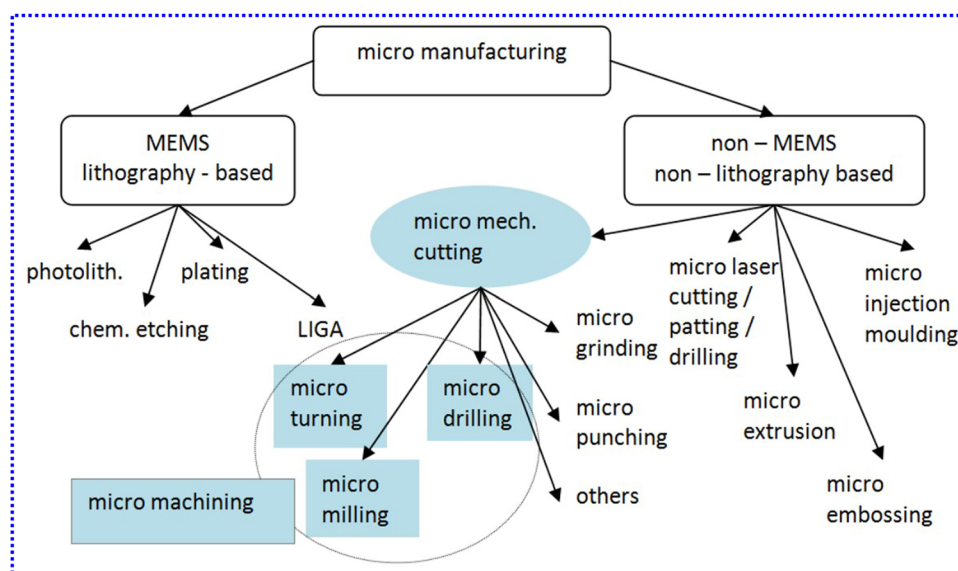 micro manufacturing
MEMS
lithography - based
non – MEMS
non – lithography based
micro mech.
cutting
photolith.
plating
chem. etching
LIGA
micro laser
cutting /
patting /
drilling
micro
injection
moulding
micro
grinding
micro
turning
micro
drilling
micro
punching
micro
extrusion
micro machining
micro
milling
others
micro
embossing